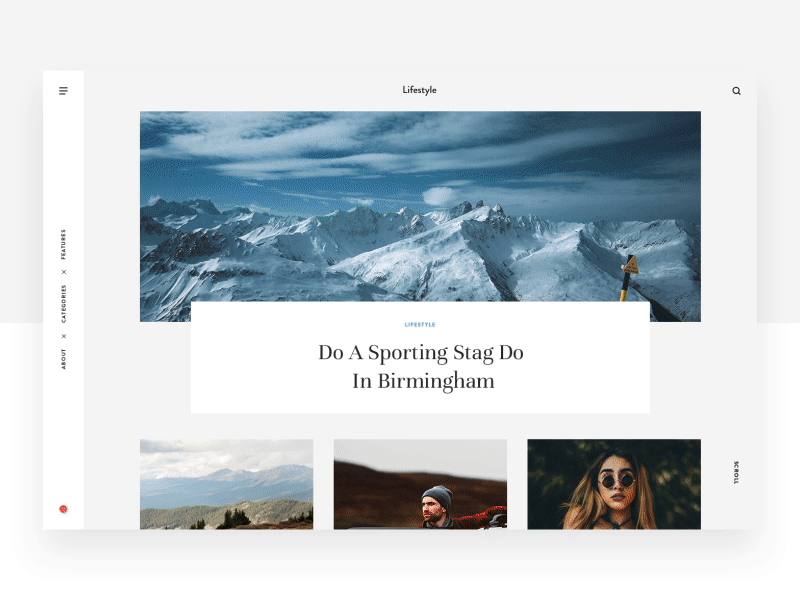 Lifestyle
FEATURES
CATEGORIES
ABOUT
LIFESTYLE
Do A Sporting Stag Do
In Birmingham
SCROLL